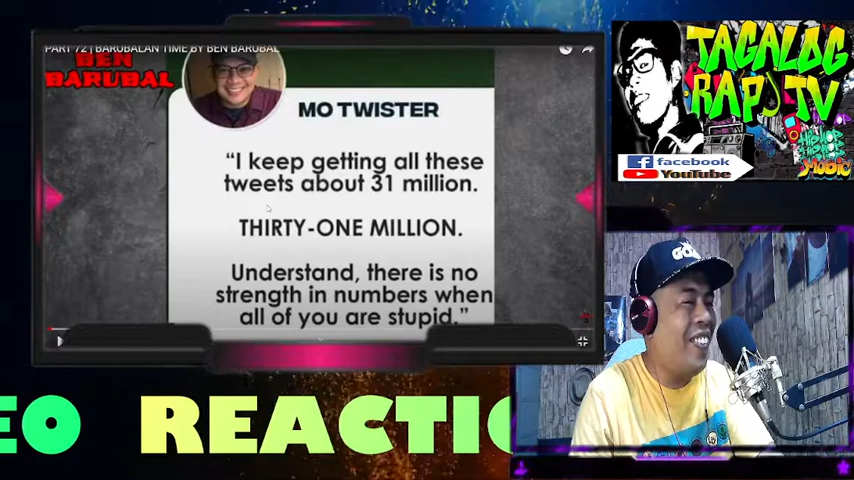 PART 72 | BARUBALAN TIME BY BEN BARUBAL
BEN
BARUBAL
MO TWISTER
“I keep getting all these
tweets about 31 million.
THIRTY-ONE MILLION.
Understand, there is no
strength in numbers when
all of you are stupid.”
TAGALOG
RAP TV
HIPHOP
MUSIC
facebook
YouTube
EO REACTIO